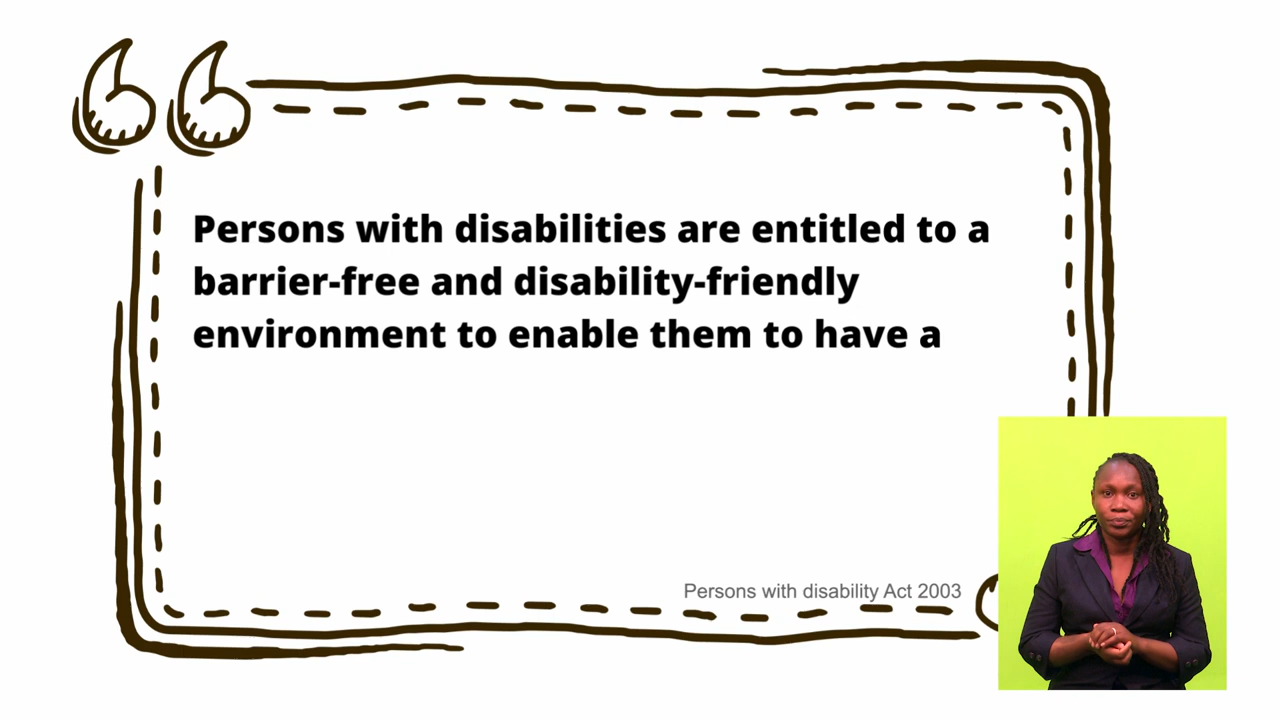 Persons with disabilities are entitled to a
barrier-free and disability-friendly
environment to enable them to have a
Persons with disability Act 2003